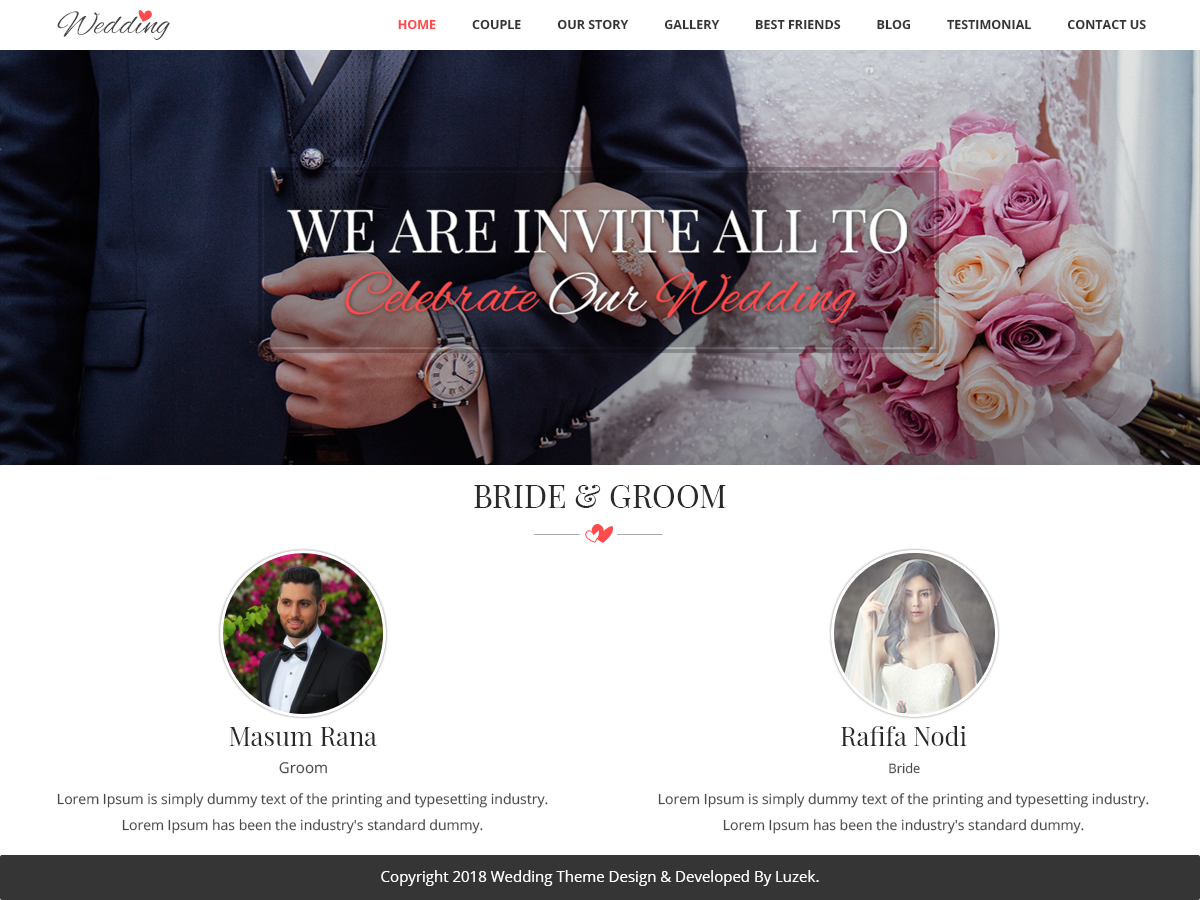 Wedding
HOME COUPLE OUR STORY GALLERY BEST FRIENDS BLOG TESTIMONIAL CONTACT US
WE ARE INVITE ALL TO
Celebrate Our Wedding
BRIDE & GROOM
Masum Rana
Groom
Lorem Ipsum is simply dummy text of the printing and typesetting industry.
Lorem Ipsum has been the industry's standard dummy.
Rafifa Nodi
Bride
Lorem Ipsum is simply dummy text of the printing and typesetting industry.
Lorem Ipsum has been the industry's standard dummy.
Copyright 2018 Wedding Theme Design & Developed By Luzek.